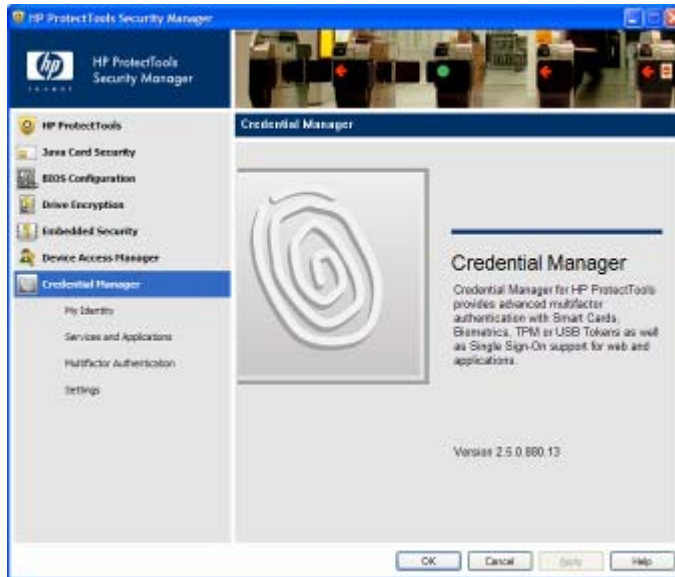 HP ProtectTools Security Manager
hp
invent
HP ProtectTools
Security Manager
HP ProtectTools
Java Card Security
BIOS Configuration
Drive Encryption
Embedded Security
Device Access Manager
Credential Manager
My Identity
Services and Applications
Multifactor Authentication
Settings
Credential Manager
Credential Manager
Credential Manager for HP ProtectTools
provides advanced multifactor
authentication with Smart Cards,
Biometrics, TPM or USB Tokens as well
as Single Sign-On support for web and
applications.
Version 2.5.0.880.13
OK
Cancel
Apply
Help